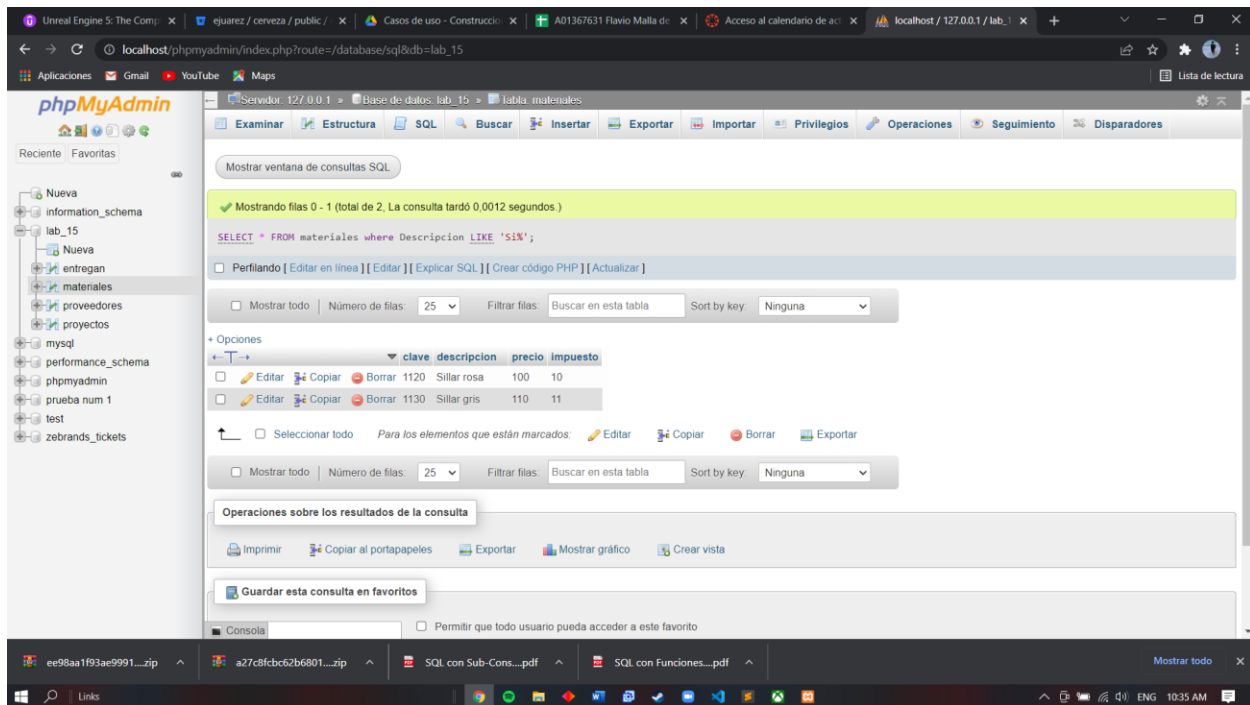 Unreal Engine 5: The Comp
ejuarez / cerveza / public /
Casos de uso - Construccio
A01367631 Flavio Malla de
Acceso al calendario de act
localhost / 127.0.0.1 / lab_1
localhost/phpmyadmin/index.php?route=/database/sql&db=lab_15
Aplicaciones Gmail YouTube Maps Lista de lectura
phpMyAdmin
Reciente Favoritas
Nueva
information_schema
lab_15
Nueva
entregan
materiales
proveedores
proyectos
mysql
performance_schema
phpmyadmin
prueba num 1
test
zebrands_tickets
Servidor: 127.0.0.1 » Base de datos: lab_15 » Tabla: materiales
Examinar Estructura SQL Buscar Insertar Exportar Importar Privilegios Operaciones Seguimiento Disparadores
Mostrar ventana de consultas SQL
Mostrando filas 0 - 1 (total de 2, La consulta tardó 0,0012 segundos.)
SELECT * FROM materiales where Descripcion LIKE 'Si%';
Perfilando [ Editar en línea ] [ Editar ] [ Explicar SQL ] [ Crear código PHP ] [ Actualizar ]
Mostrar todo | Número de filas: 25 Filtrar filas: Buscar en esta tabla Sort by key: Ninguna
+ Opciones
←T→ clave descripcion precio impuesto
Editar Copiar Borrar 1120 Sillar rosa 100 10
Editar Copiar Borrar 1130 Sillar gris 110 11
Seleccionar todo Para los elementos que están marcados: Editar Copiar Borrar Exportar
Mostrar todo | Número de filas: 25 Filtrar filas: Buscar en esta tabla Sort by key: Ninguna
Operaciones sobre los resultados de la consulta
Imprimir Copiar al portapapeles Exportar Mostrar gráfico Crear vista
Guardar esta consulta en favoritos
Consola
Permitir que todo usuario pueda acceder a este favorito
ee98aa1f93ae9991....zip
a27c8fcbc62b6801....zip
SQL con Sub-Cons....pdf
SQL con Funciones....pdf
Mostrar todo
Links
ENG 10:35 AM